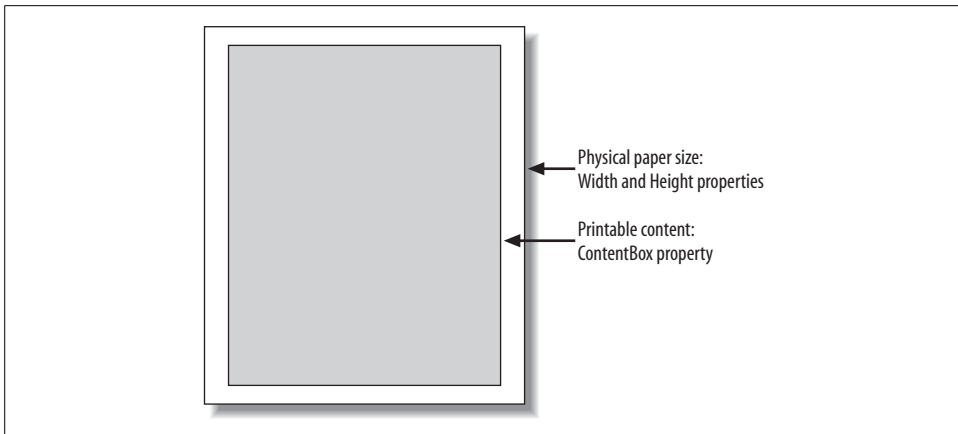 Physical paper size:
Width and Height properties
Printable content:
ContentBox property